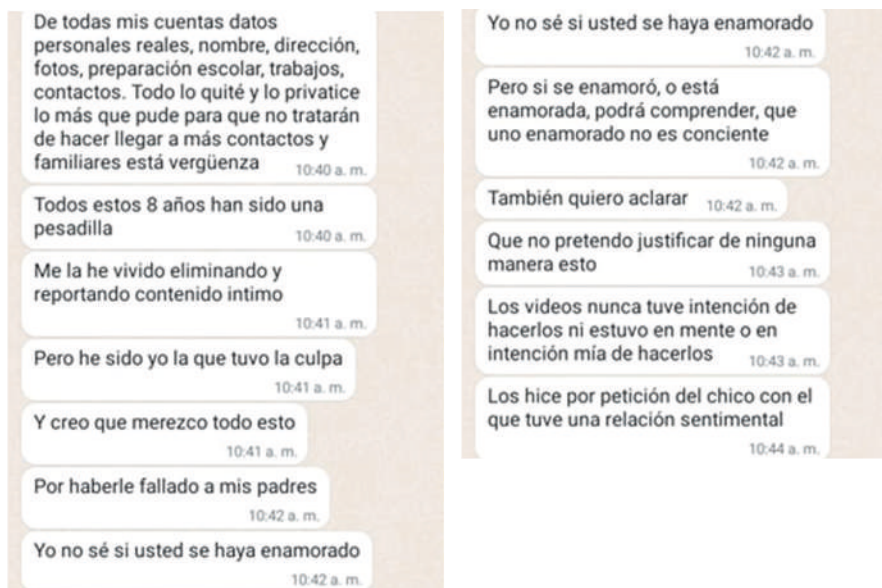 De todas mis cuentas datos
personales reales, nombre, dirección,
fotos, preparación escolar, trabajos,
contactos. Todo lo quité y lo privatice
lo más que pude para que no tratarán
de hacer llegar a más contactos y
familiares está vergüenza 10:40 a. m.
Todos estos 8 años han sido una
pesadilla 10:40 a. m.
Me la he vivido eliminando y
reportando contenido intimo
10:41 a. m.
Pero he sido yo la que tuvo la culpa
10:41 a. m.
Y creo que merezco todo esto
10:41 a. m.
Por haberle fallado a mis padres
10:42 a. m.
Yo no sé si usted se haya enamorado
10:42 a. m.
Yo no sé si usted se haya enamorado
10:42 a. m.
Pero si se enamoró, o está
enamorada, podrá comprender, que
uno enamorado no es conciente
10:42 a. m.
También quiero aclarar 10:42 a. m.
Que no pretendo justificar de ninguna
manera esto 10:43 a. m.
Los videos nunca tuve intención de
hacerlos ni estuvo en mente o en
intención mía de hacerlos 10:43 a. m.
Los hice por petición del chico con el
que tuve una relación sentimental
10:44 a. m.